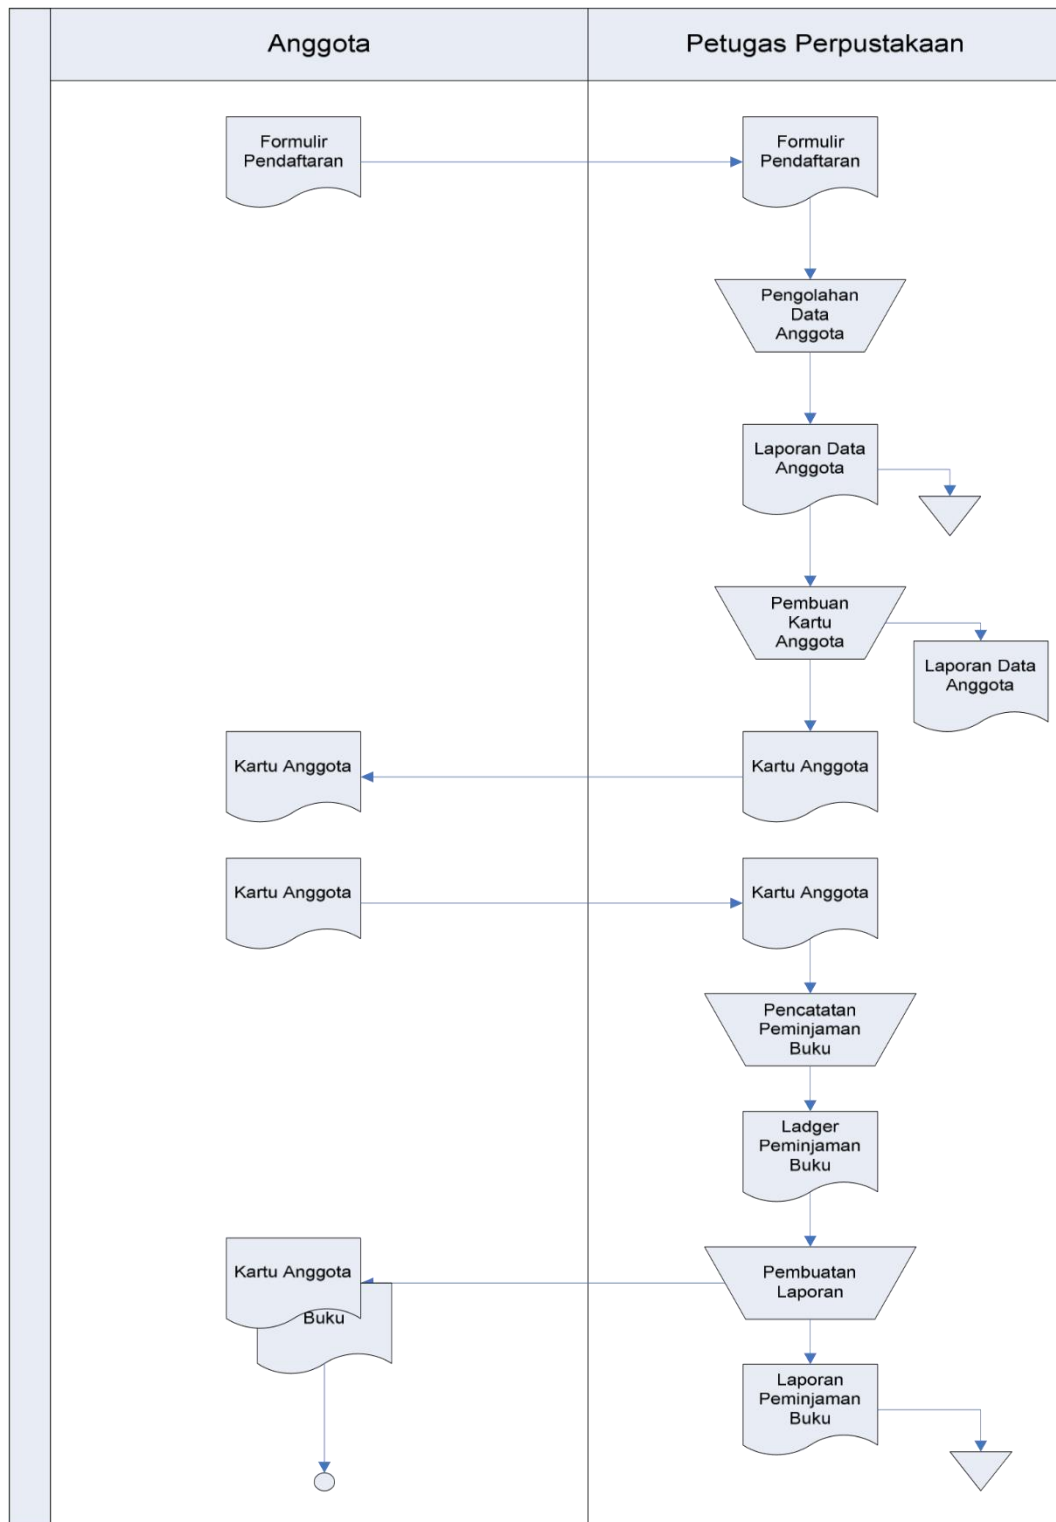 Anggota
Petugas Perpustakaan
Formulir
Pendaftaran
Formulir
Pendaftaran
Pengolahan
Data
Anggota
Laporan Data
Anggota
Pembuan
Kartu
Anggota
Laporan Data
Anggota
Kartu Anggota
Kartu Anggota
Kartu Anggota
Kartu Anggota
Pencatatan
Peminjaman
Buku
Ladger
Peminjaman
Buku
Kartu Anggota
Buku
Pembuatan
Laporan
Laporan
Peminjaman
Buku